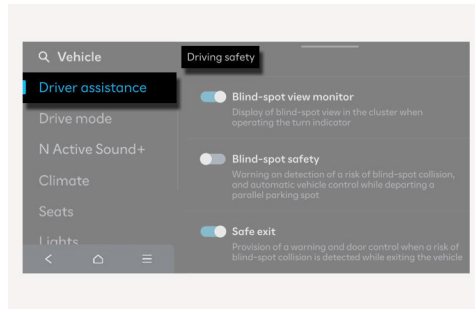 Vehicle
Driving safety
Driver assistance
Drive mode
N Active Sound+
Climate
Seats
Lights
Blind-spot view monitor
Display of blind-spot view in the cluster when
operating the turn indicator
Blind-spot safety
Warning on detection of a risk of blind-spot collision,
and automatic vehicle control while departing a
parallel parking spot
Safe exit
Provision of a warning and door control when a risk of
blind-spot collision is detected while exiting the vehicle